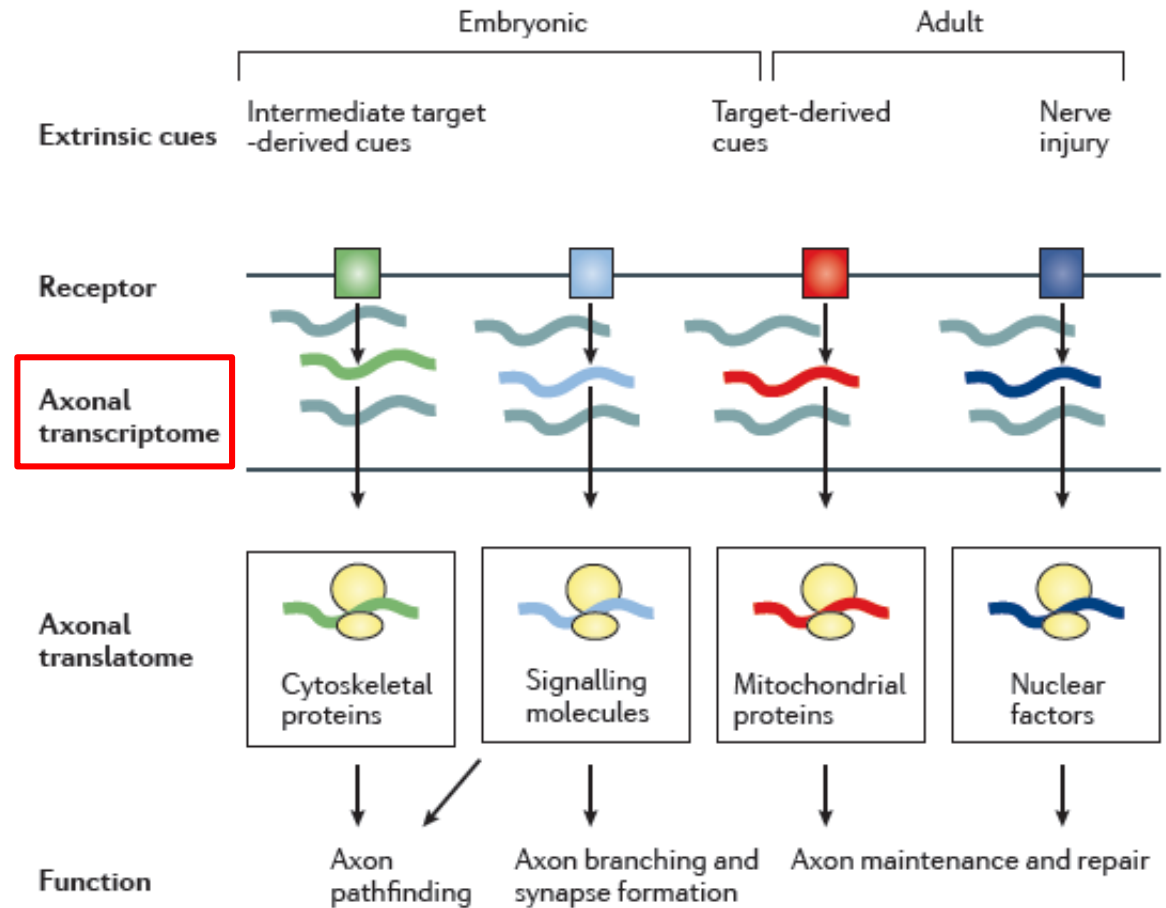 Embryonic
Adult
Extrinsic cues
Intermediate target
-derived cues
Target-derived
cues
Nerve
injury
Receptor
Axonal
transcriptome
Axonal
translatome
Cytoskeletal
proteins
Signalling
molecules
Mitochondrial
proteins
Nuclear
factors
Function
Axon
pathfinding
Axon branching and
synapse formation
Axon maintenance and repair